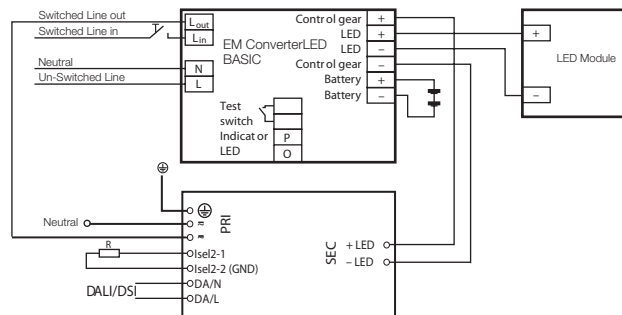 Switched Line out
Switched Line in
Neutral
Un-Switched Line
Lout
Lin
N
L
EM ConverterLED
BASIC
Control gear +
LED +
LED −
Control gear −
Battery +
Battery −
Test
switch
Indicat or
LED
P
O
+
LED Module
−
Neutral
PRI
R
Isel2-1
Isel2-2 (GND)
DALI/DSI
DA/N
DA/L
SEC
+ LED
− LED